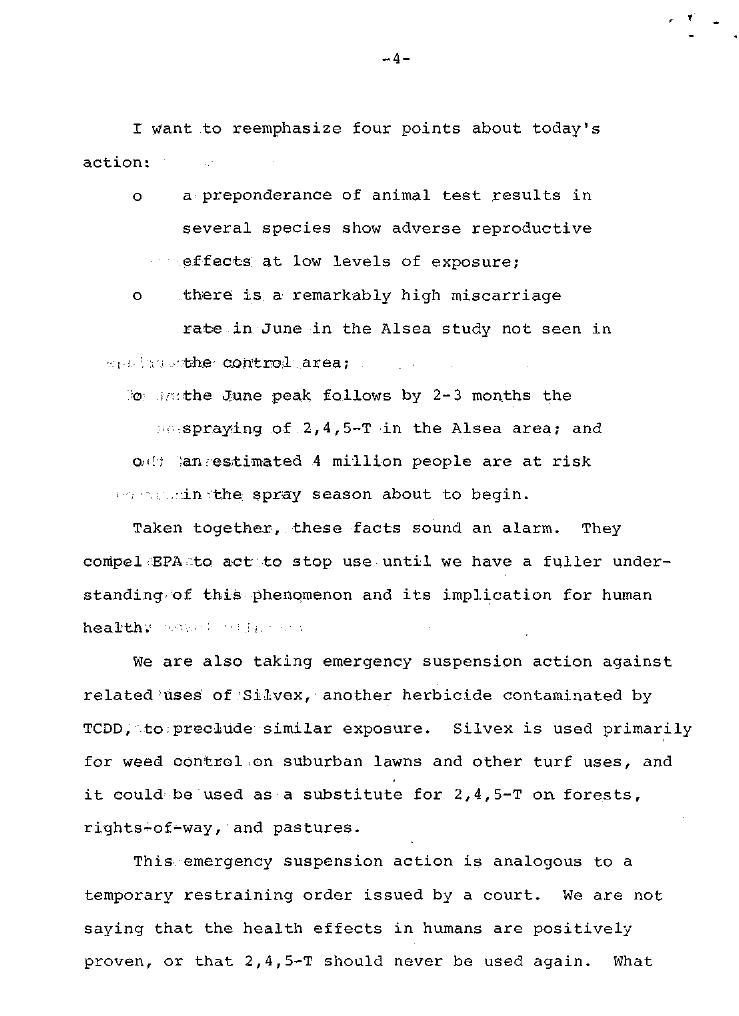 -4-
I want to reemphasize four points about today's
action:
o a preponderance of animal test results in
several species show adverse reproductive
effects at low levels of exposure;
o there is a remarkably high miscarriage
rate in June in the Alsea study not seen in
the control area;
o the June peak follows by 2-3 months the
spraying of 2,4,5-T in the Alsea area; and
o an estimated 4 million people are at risk
in the spray season about to begin.
Taken together, these facts sound an alarm. They
compel EPA to act to stop use until we have a fuller under-
standing of this phenomenon and its implication for human
health.
We are also taking emergency suspension action against
related uses of Silvex, another herbicide contaminated by
TCDD, to preclude similar exposure. Silvex is used primarily
for weed control on suburban lawns and other turf uses, and
it could be used as a substitute for 2,4,5-T on forests,
rights-of-way, and pastures.
This emergency suspension action is analogous to a
temporary restraining order issued by a court. We are not
saying that the health effects in humans are positively
proven, or that 2,4,5-T should never be used again. What